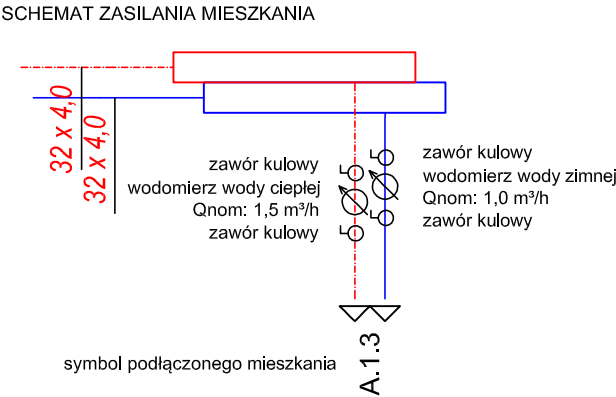 SCHEMAT ZASILANIA MIESZKANIA
32 x 4,0
32 x 4,0
zawór kulowy
wodomierz wody ciepłej
Qnom: 1,5 m³/h
zawór kulowy
zawór kulowy
wodomierz wody zimnej
Qnom: 1,0 m³/h
zawór kulowy
symbol podłączonego mieszkania
A.1.3